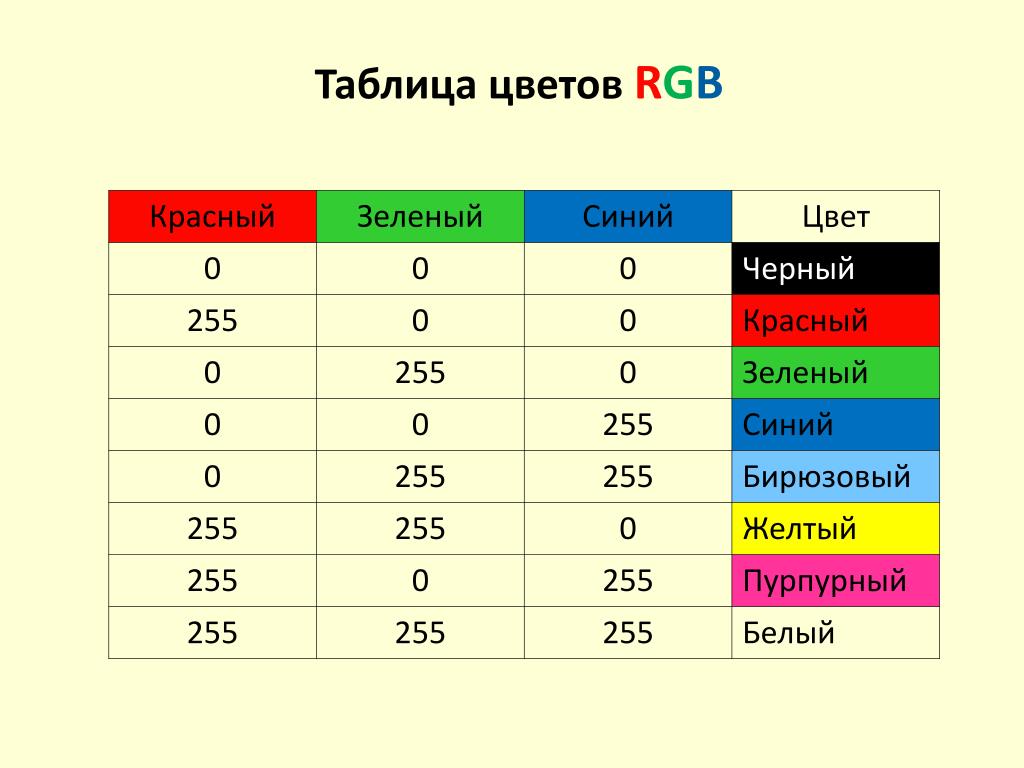 Таблица цветов RGB
Красный Зеленый Синий Цвет
0 0 0 Черный
255 0 0 Красный
0 255 0 Зеленый
0 0 255 Синий
0 255 255 Бирюзовый
255 255 0 Желтый
255 0 255 Пурпурный
255 255 255 Белый